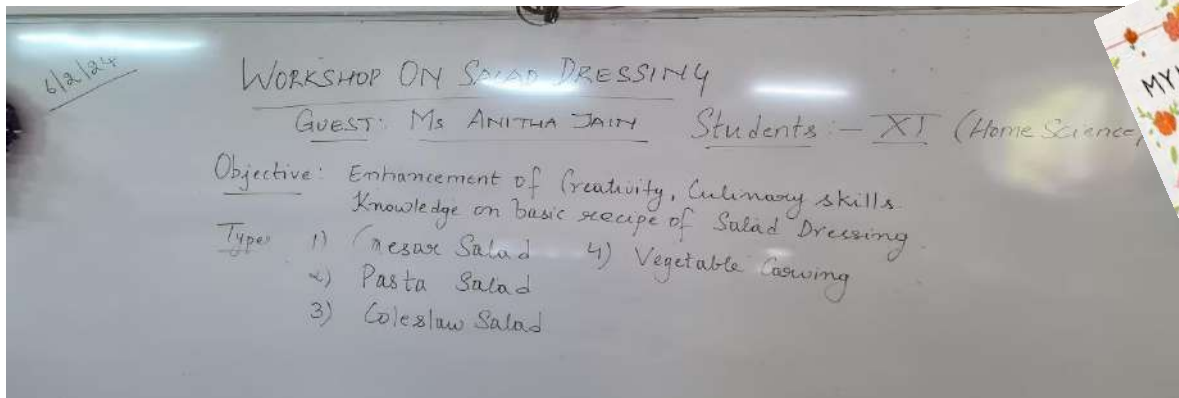 6/2/24
WORKSHOP ON SALAD DRESSING
GUEST: MS ANITHA JAIN Students :- XI (Home Science)
Objective: Enhancement of Creativity, Culinary skills
Knowledge on basic recipe of Salad Dressing.
Types 1) Ceasar Salad 4) Vegetable Carving
2) Pasta Salad
3) Coleslaw Salad
MY